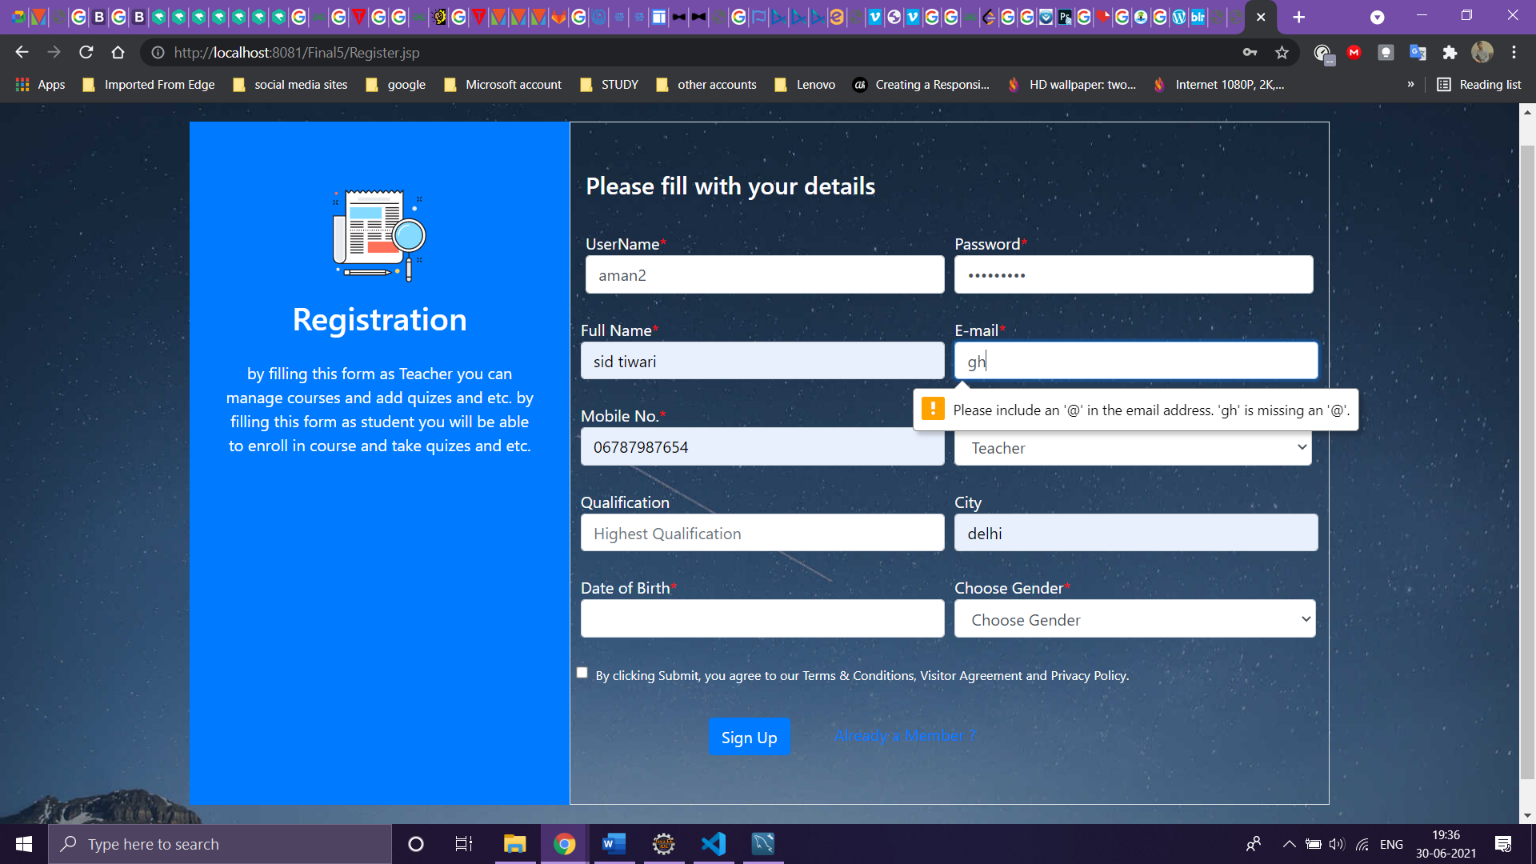 http://localhost:8081/Final5/Register.jsp
Apps
Imported From Edge
social media sites
google
Microsoft account
STUDY
other accounts
Lenovo
Creating a Responsi...
HD wallpaper: two...
Internet 1080P, 2K,...
»
Reading list
Please fill with your details
UserName*
Password*
aman2
•••••••••
Registration
Full Name*
E-mail*
sid tiwari
gh
by filling this form as Teacher you can
manage courses and add quizes and etc. by
filling this form as student you will be able
to enroll in course and take quizes and etc.
Please include an '@' in the email address. 'gh' is missing an '@'.
Mobile No.*
06787987654
Teacher
Qualification
City
Highest Qualification
delhi
Date of Birth*
Choose Gender*
Choose Gender
By clicking Submit, you agree to our Terms & Conditions, Visitor Agreement and Privacy Policy.
Sign Up
Already a Member ?
Type here to search
ENG
19:36
30-06-2021